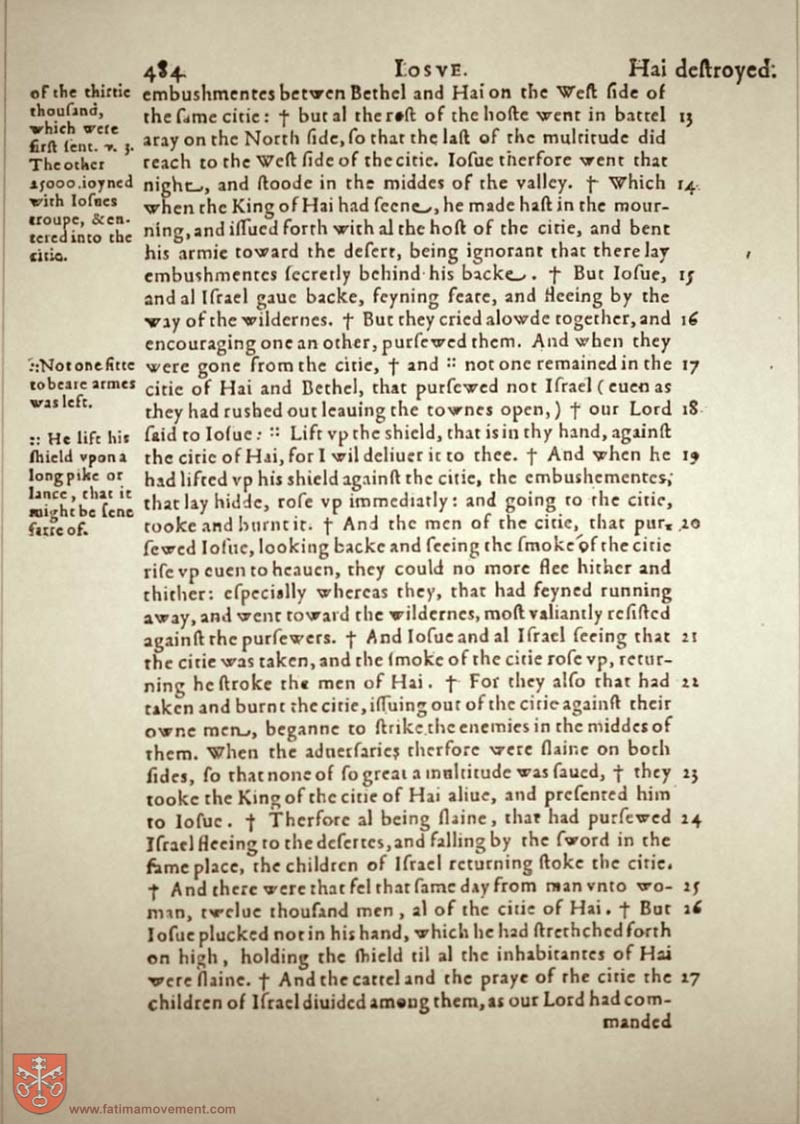 484 IOSVE. Hai deſtroyed:
of the thirtie
thouſand,
which were
firſt ſent. v. 3.
The other
25000. ioyned
with Ioſues
troupe, & en-
tered into the
citie.
:: Not one fitte
to beare armes
was left.
:: He lift his
ſhield vpon a
long pike or
lance, that it
might be ſene
farre of.
embushmentes betwen Bethel and Hai on the Weſt ſide of
the ſame citie: † but al the reſt of the hoſte went in battel 13
aray on the North ſide, ſo that the laſt of the multitude did
reach to the Weſt ſide of the citie. Ioſue therfore went that
night, and ſtoode in the middes of the valley. † Which 14
when the King of Hai had ſeene, he made haſt in the mour-
ning, and iſſued forth with al the hoſt of the citie, and bent
his armie toward the deſert, being ignorant that there lay
embushmentes ſecretly behind his backe. † But Ioſue, 15
and al Iſrael gaue backe, feyning feare, and fleeing by the
way of the wildernes. † But they cried alowde together, and 16
encouraging one an other, purſewed them. And when they
were gone from the citie, † and :: not one remained in the 17
citie of Hai and Bethel, that purſewed not Iſrael (euen as
they had rushed out leauing the townes open,) † our Lord 18
ſaid to Ioſue: :: Lift vp the shield, that is in thy hand, againſt
the citie of Hai, for I wil deliuer it to thee. † And when he 19
had lifted vp his shield againſt the citie, the embushementes,
that lay hidde, roſe vp immediatly: and going to the citie,
tooke and burnt it. † And the men of the citie, that pur- 20
ſewed Ioſue, looking backe and ſeeing the ſmoke of the citie
riſe vp euen to heauen, they could no more flee hither and
thither: eſpecially whereas they, that had feyned running
away, and went toward the wildernes, moſt valiantly reſiſted
againſt the purſewers. † And Ioſue and al Iſrael ſeeing that 21
the citie was taken, and the ſmoke of the citie roſe vp, retur-
ning he ſtroke the men of Hai. † For they alſo that had 22
taken and burnt the citie, iſſuing out of the citie againſt their
owne men, beganne to ſtrike the enemies in the middes of
them. When the aduerſaries therfore were ſlaine on both
ſides, ſo that none of ſo great a multitude was ſaued, † they 23
tooke the King of the citie of Hai aliue, and preſented him
to Ioſue. † Therfore al being ſlaine, that had purſewed 24
Iſrael fleeing to the deſertes, and falling by the ſword in the
ſame place, the children of Iſrael returning ſtoke the citie.
† And there were that fel that ſame day from man vnto wo- 25
man, twelue thouſand men, al of the citie of Hai. † But 26
Ioſue plucked not in his hand, which he had ſtrethched forth
on high, holding the shield til al the inhabitantes of Hai
were ſlaine. † And the cattel and the praye of the citie the 27
children of Iſrael diuided among them, as our Lord had com-
manded
www.fatimamovement.com